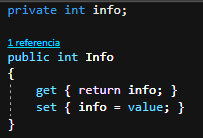 private int info;
1 referencia
public int Info
{
get { return info; }
set { info = value; }
}